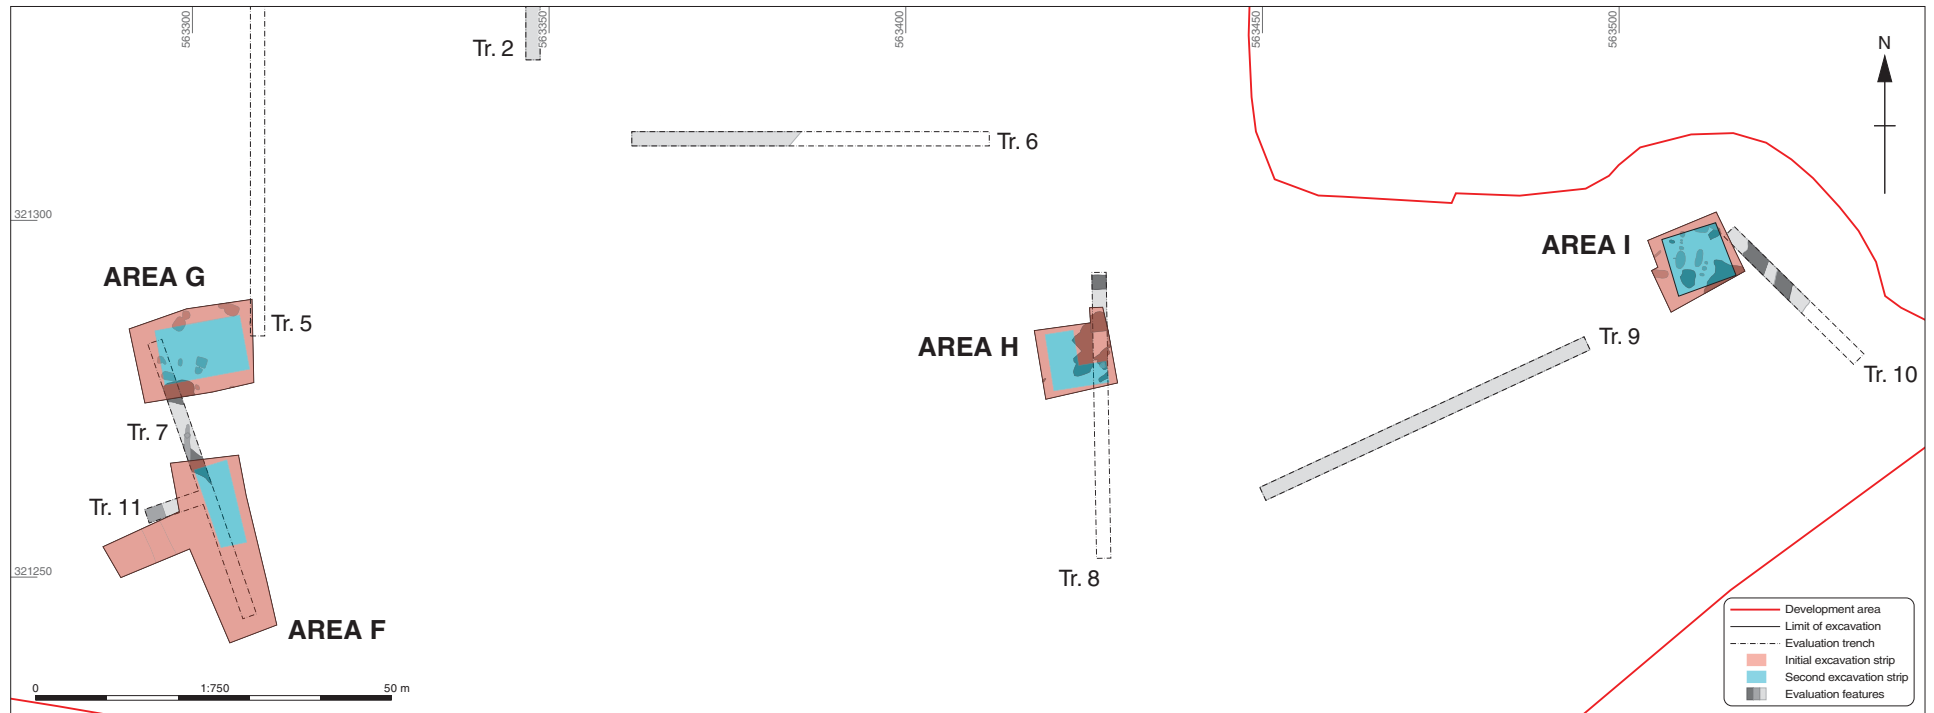 563300
563350
563400
563450
563500
N
Tr. 2
Tr. 6
321300
AREA I
AREA G
Tr. 5
AREA H
Tr. 9
Tr. 10
Tr. 7
Tr. 11
321250
Tr. 8
AREA F
Development area
Limit of excavation
Evaluation trench
Initial excavation strip
Second excavation strip
Evaluation features
0 1:750 50 m